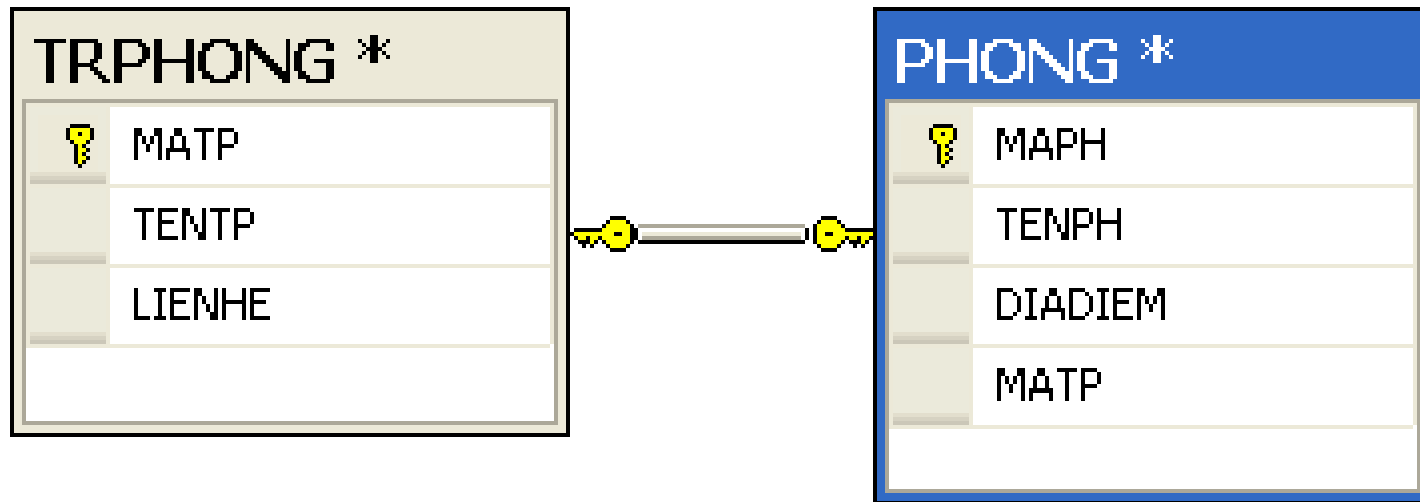 TRPHONG *
MATP
TENTP
LIENHE
PHONG *
MAPH
TENPH
DIADIEM
MATP